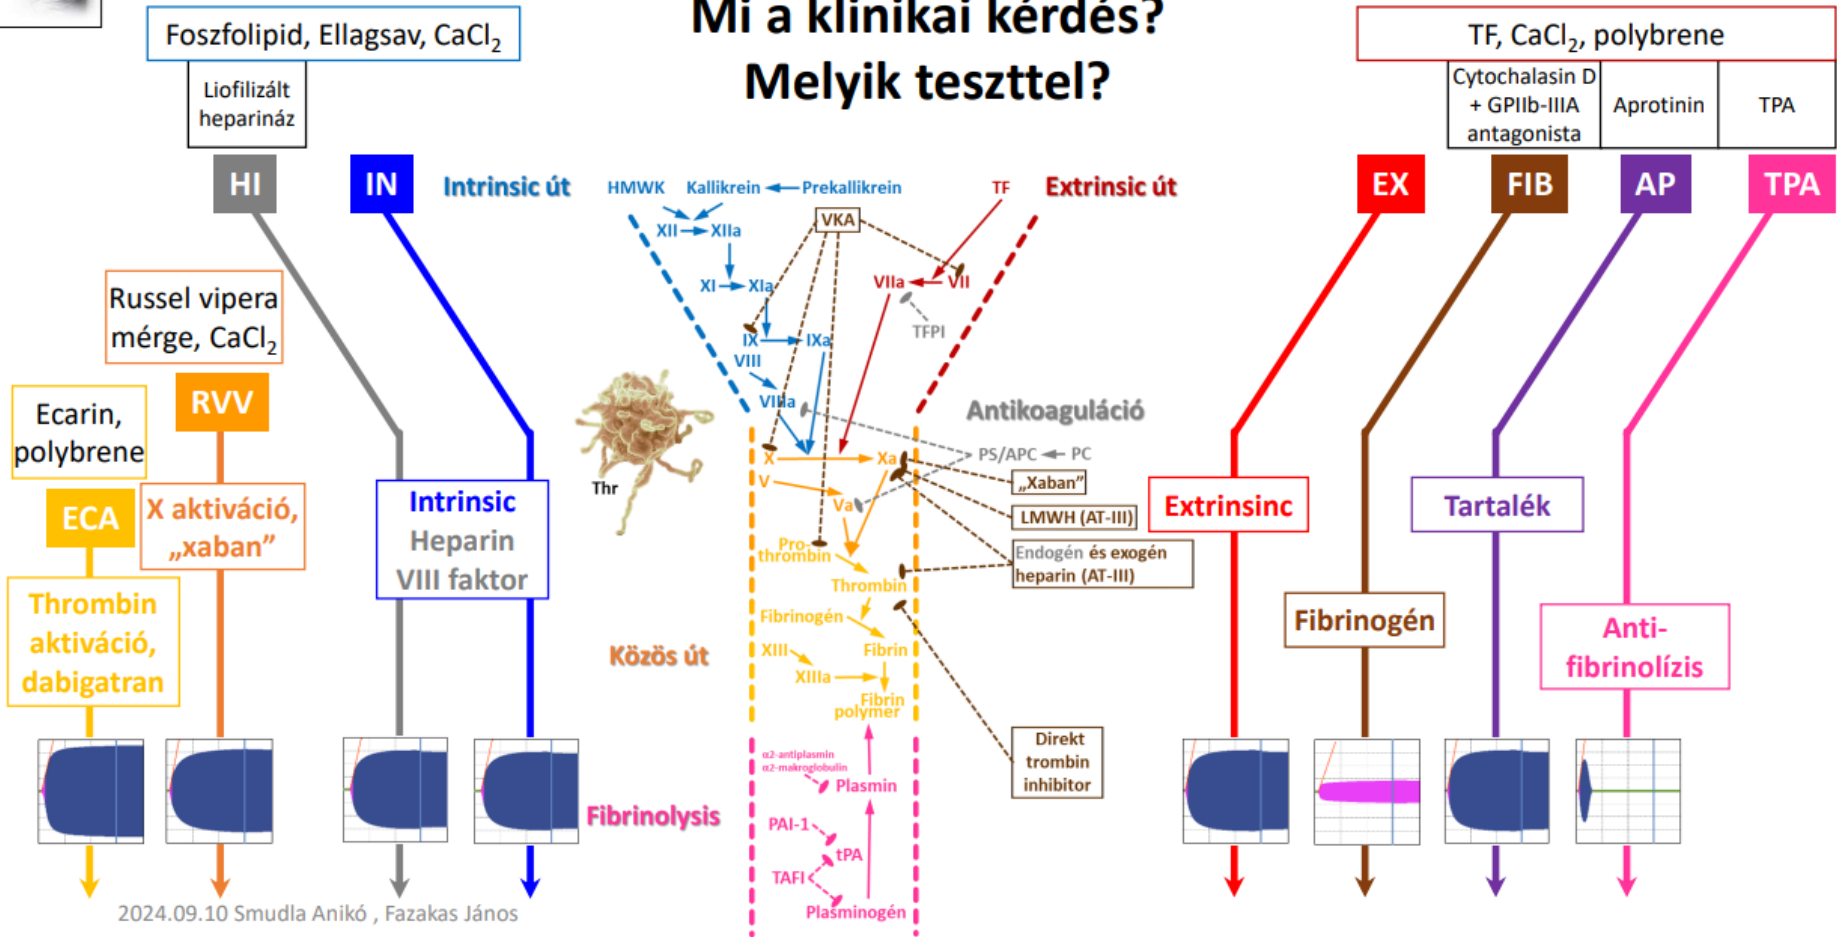 Mi a klinikai kérdés?
Melyik teszttel?
Foszfolipid, Ellagsav, CaCl₂
Liofilizált
heparináz
HI
IN
TF, CaCl₂, polybrene
Cytochalasin D
+ GPIIb-IIIA
antagonista
Aprotinin
TPA
EX
FIB
AP
TPA
Russel vipera
mérge, CaCl₂
RVV
X aktiváció,
„xaban”
Ecarin,
polybrene
ECA
Thrombin
aktiváció,
dabigatran
Intrinsic
Heparin
VIII faktor
Intrinsic út
HMWK
Kallikrein
Prekallikrein
TF
Extrinsic út
VKA
XII
XIIa
XI
XIa
VIIa
VII
TFPI
IX
IXa
VIII
VIIIa
Thr
Antikoaguláció
X
Xa
PS/APC
PC
V
Va
„Xaban”
LMWH (AT-III)
Endogén és exogén
heparin (AT-III)
Pro-
thrombin
Thrombin
Fibrinogén
Fibrin
XIII
XIIIa
Fibrin
polymer
Közös út
Direkt
trombin
inhibitor
α2-antiplasmin
α2-makroglobulin
Plasmin
Fibrinolysis
PAI-1
tPA
TAFI
Plasminogén
Extrinsinc
Fibrinogén
Tartalék
Anti-
fibrinolízis
2024.09.10 Smudla Anikó , Fazakas János